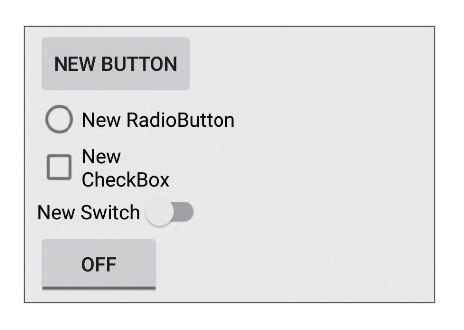 NEW BUTTON
New RadioButton
New
CheckBox
New Switch
OFF